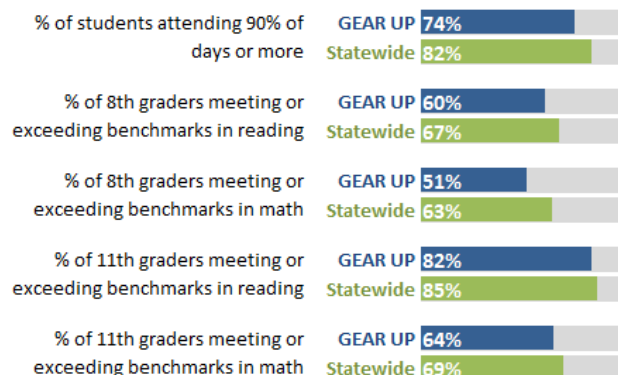 % of students attending 90% of
days or more
GEAR UP 74%
Statewide 82%
% of 8th graders meeting or
exceeding benchmarks in reading
GEAR UP 60%
Statewide 67%
% of 8th graders meeting or
exceeding benchmarks in math
GEAR UP 51%
Statewide 63%
% of 11th graders meeting or
exceeding benchmarks in reading
GEAR UP 82%
Statewide 85%
% of 11th graders meeting or
exceeding benchmarks in math
GEAR UP 64%
Statewide 69%